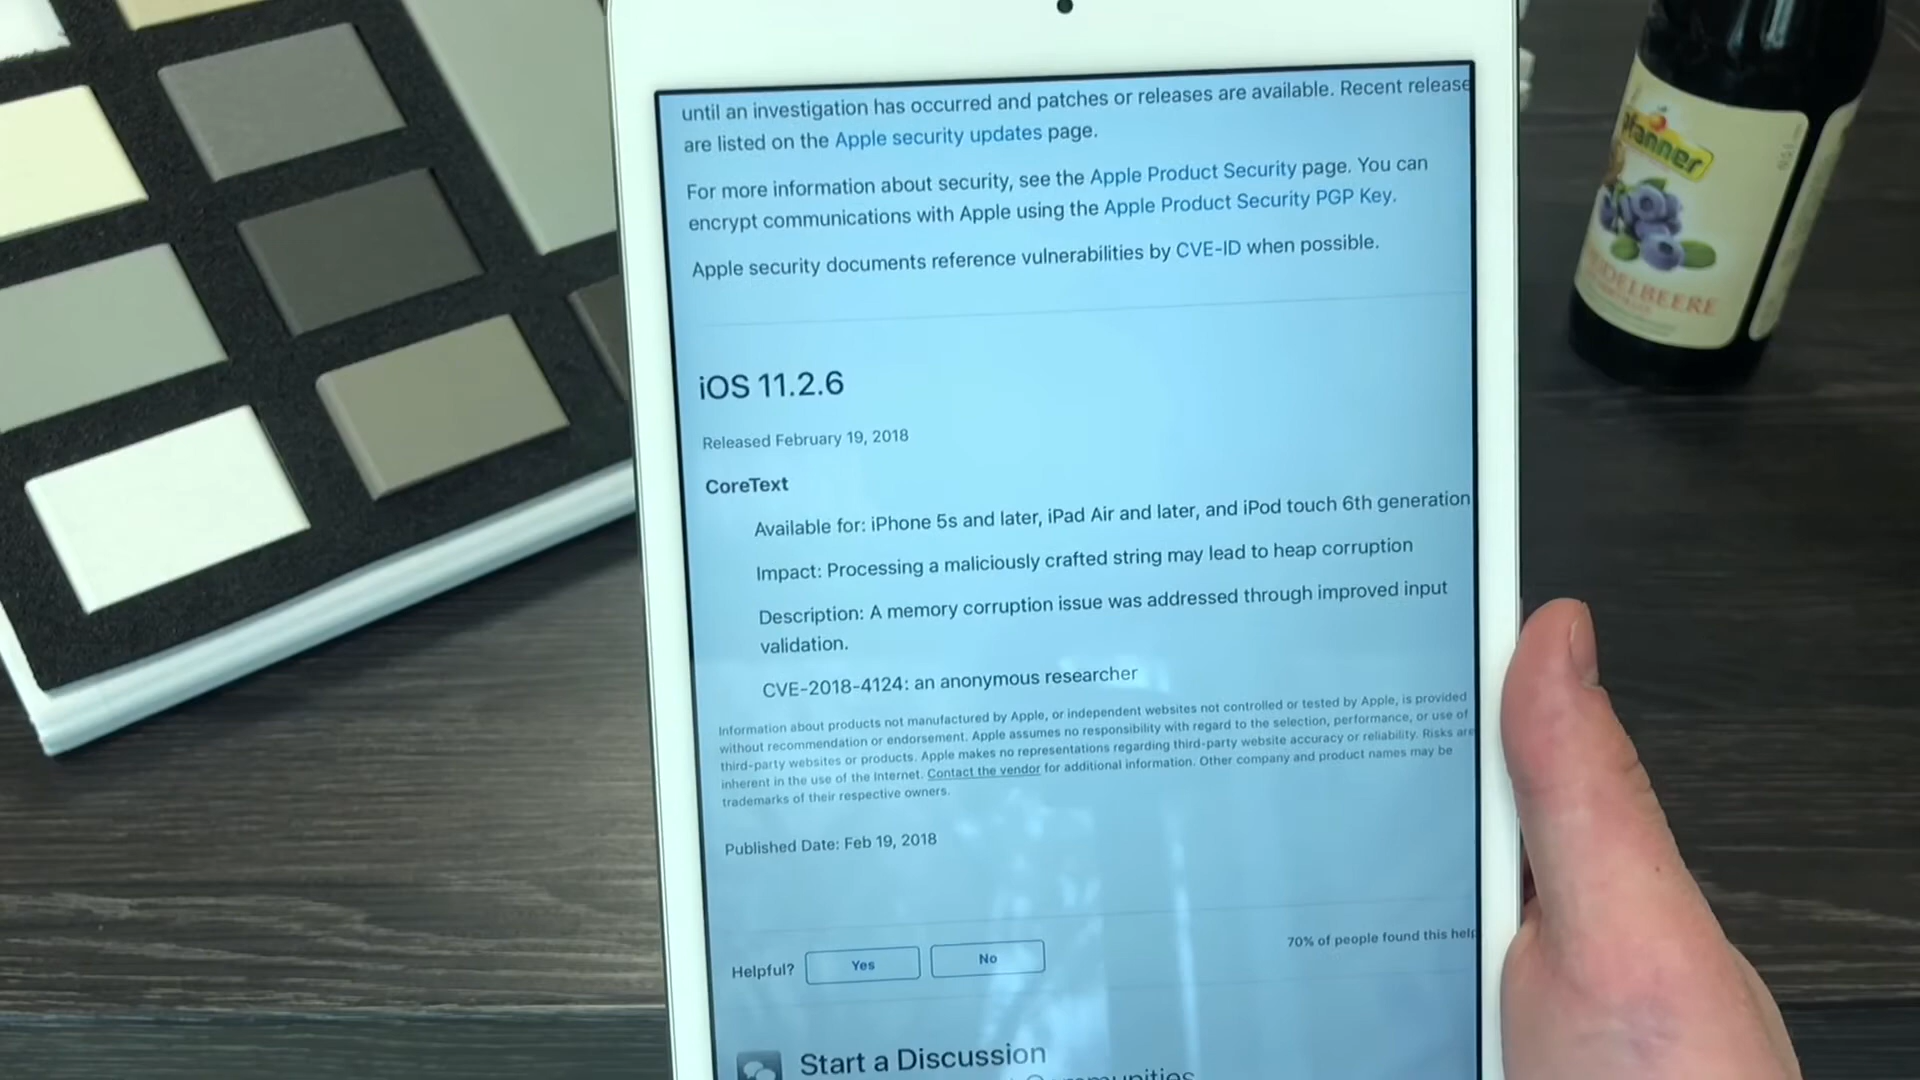 until an investigation has occurred and patches or releases are available. Recent release
are listed on the Apple security updates page.
For more information about security, see the Apple Product Security page. You can
encrypt communications with Apple using the Apple Product Security PGP Key.
Apple security documents reference vulnerabilities by CVE-ID when possible.
iOS 11.2.6
Released February 19, 2018
CoreText
Available for: iPhone 5s and later, iPad Air and later, and iPod touch 6th generation
Impact: Processing a maliciously crafted string may lead to heap corruption
Description: A memory corruption issue was addressed through improved input
validation.
CVE-2018-4124: an anonymous researcher
Information about products not manufactured by Apple, or independent websites not controlled or tested by Apple, is provided
without recommendation or endorsement. Apple assumes no responsibility with regard to the selection, performance, or use of
third-party websites or products. Apple makes no representations regarding third-party website accuracy or reliability. Risks are
inherent in the use of the Internet. Contact the vendor for additional information. Other company and product names may be
trademarks of their respective owners.
Published Date: Feb 19, 2018
Helpful? Yes No
70% of people found this help
Start a Discussion
Pfanner
EIDELBEERE